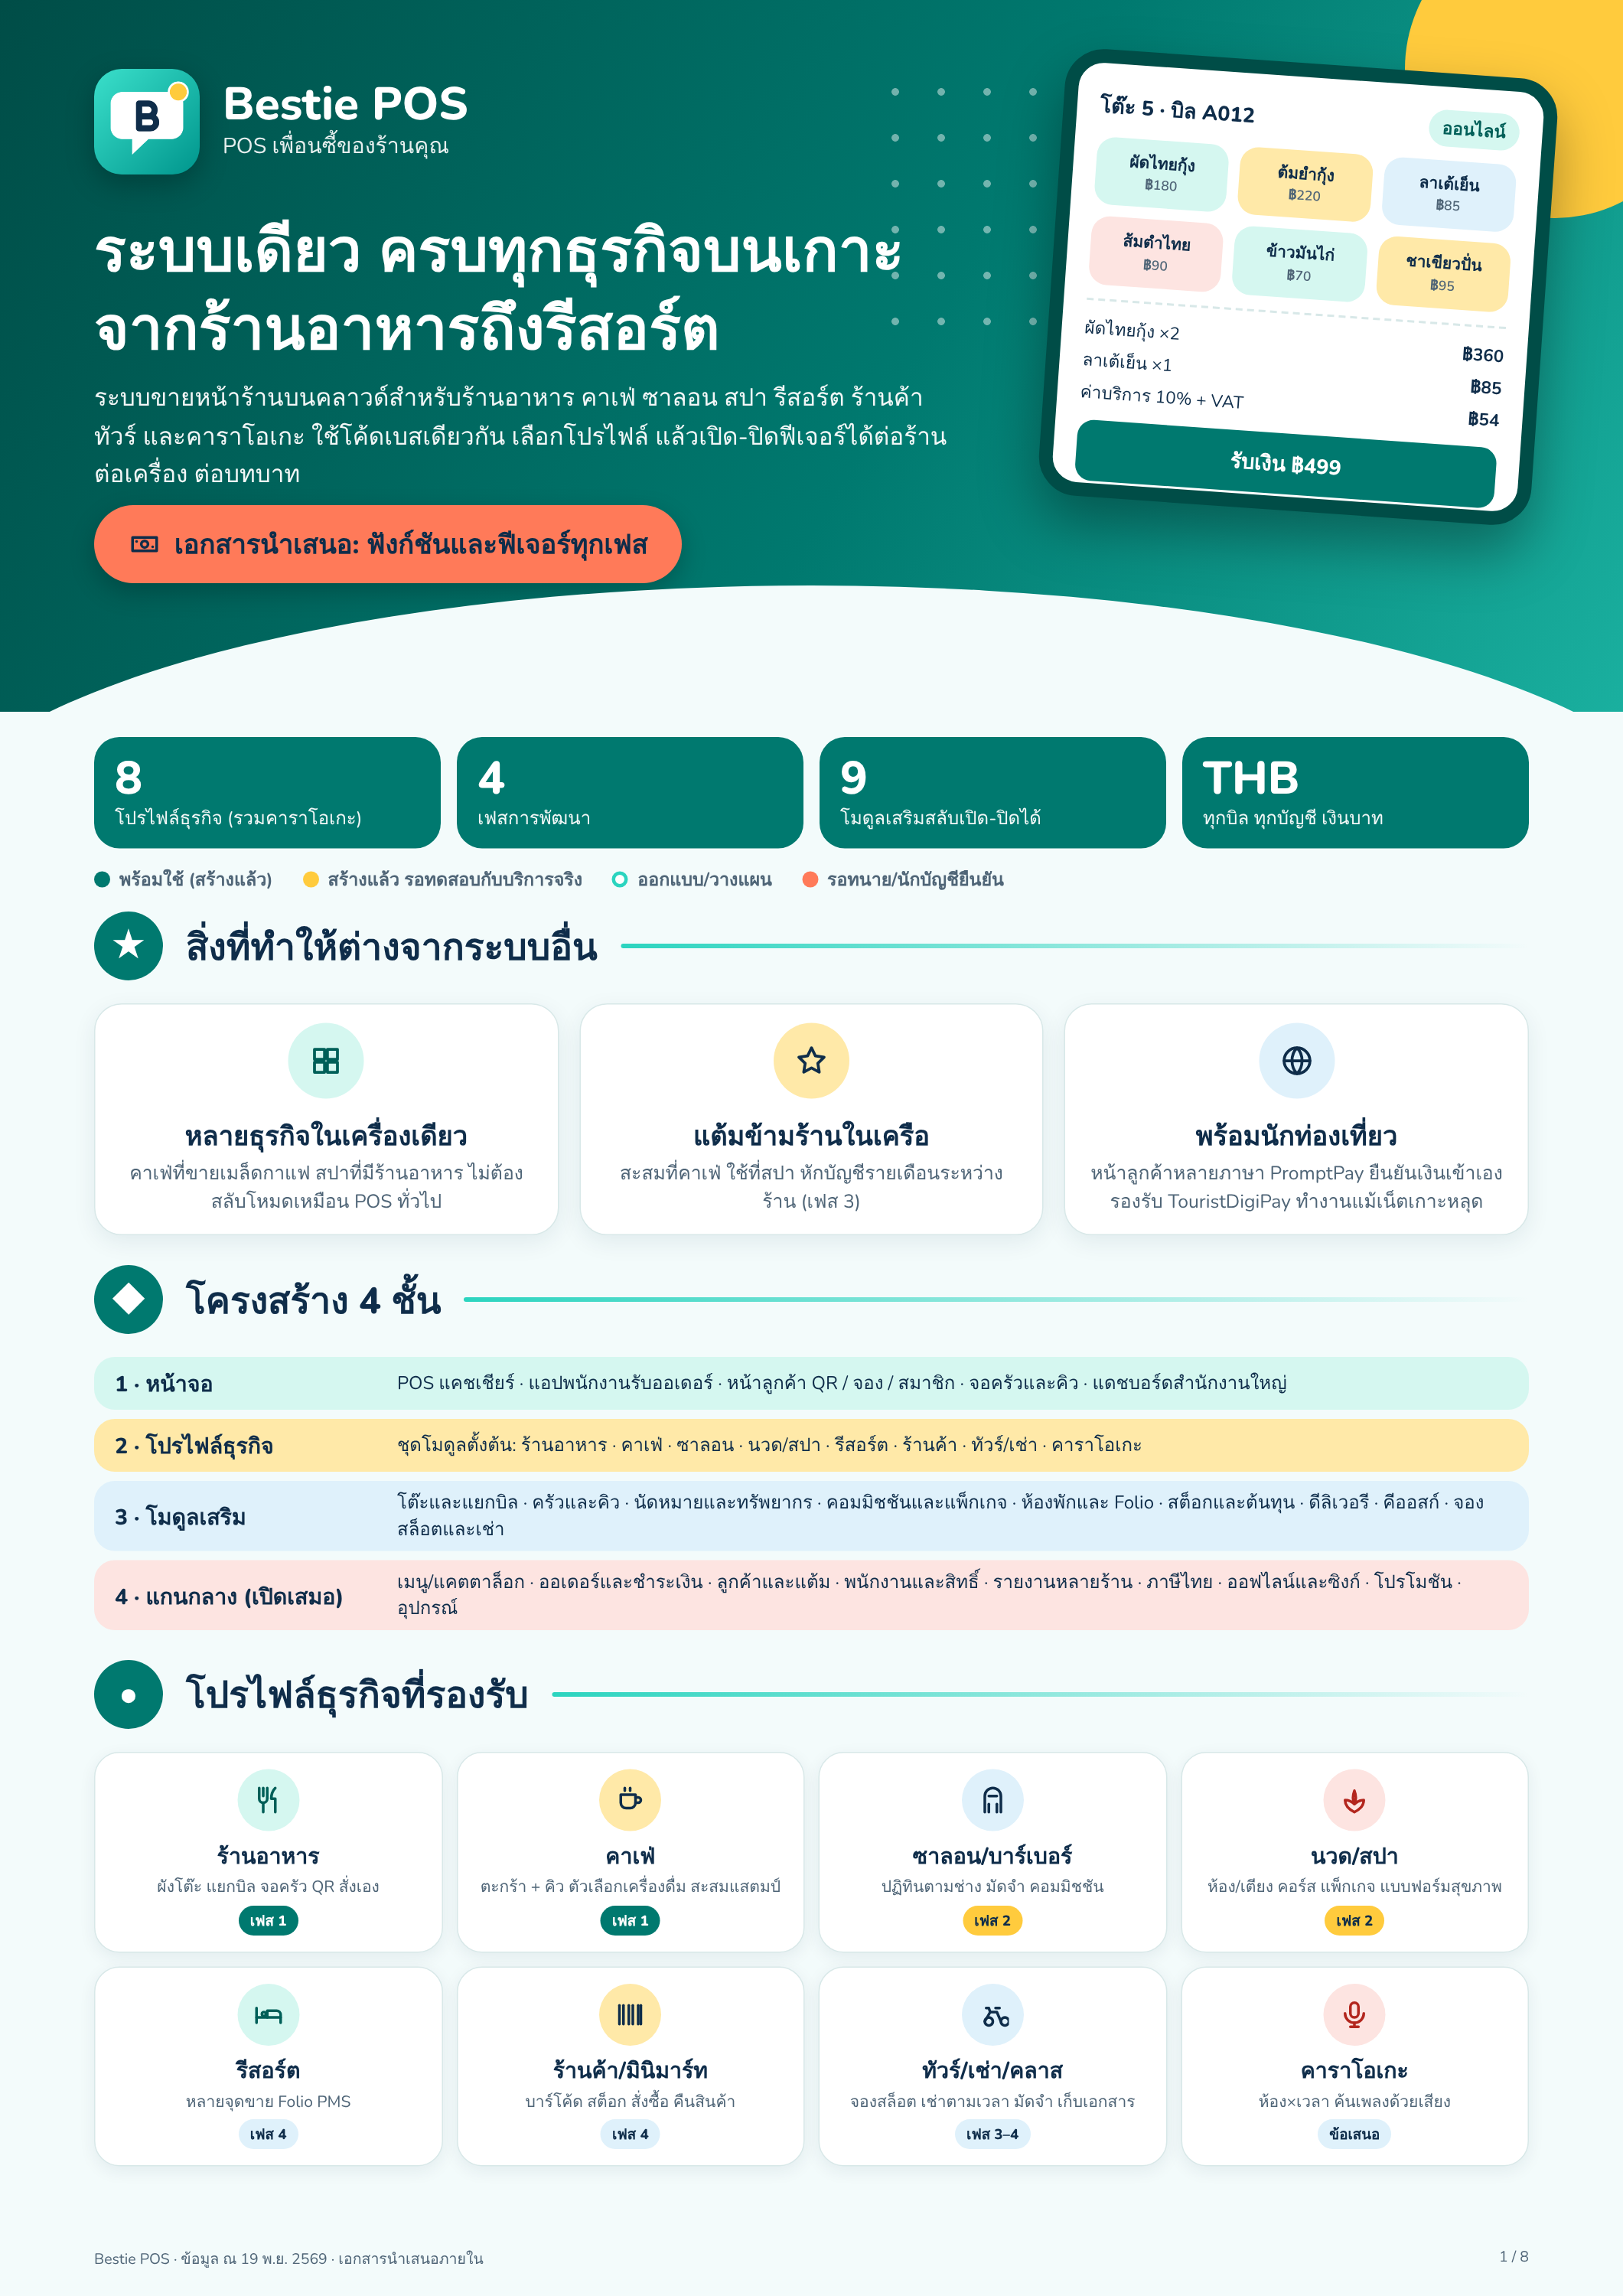 Bestie POS
POS เพื่อนซี้ของร้านคุณ
ระบบเดียว ครบทุกธุรกิจบนเกาะ
จากร้านอาหารถึงรีสอร์ต
ระบบขายหน้าร้านบนคลาวด์สำหรับร้านอาหาร คาเฟ่ ซาลอน สปา รีสอร์ต ร้านค้า
ทัวร์ และคาราโอเกะ ใช้โค้ดเบสเดียวกัน เลือกโปรไฟล์ แล้วเปิด-ปิดฟีเจอร์ได้ต่อร้าน
ต่อเครื่อง ต่อบทบาท
เอกสารนำเสนอ: ฟังก์ชันและฟีเจอร์ทุกเฟส
โต๊ะ 5 · บิล A012
ออนไลน์
ผัดไทยกุ้ง
฿180
ต้มยำกุ้ง
฿220
ลาเต้เย็น
฿85
ส้มตำไทย
฿90
ข้าวมันไก่
฿70
ชาเขียวปั่น
฿95
ผัดไทยกุ้ง ×2 ฿360
ลาเต้เย็น ×1 ฿85
ค่าบริการ 10% + VAT ฿54
รับเงิน ฿499
8
โปรไฟล์ธุรกิจ (รวมคาราโอเกะ)
4
เฟสการพัฒนา
9
โมดูลเสริมสลับเปิด-ปิดได้
THB
ทุกบิล ทุกบัญชี เงินบาท
พร้อมใช้ (สร้างแล้ว) สร้างแล้ว รอทดสอบกับบริการจริง ออกแบบ/วางแผน รอทนาย/นักบัญชียืนยัน
สิ่งที่ทำให้ต่างจากระบบอื่น
หลายธุรกิจในเครื่องเดียว
คาเฟ่ที่ขายเมล็ดกาแฟ สปาที่มีร้านอาหาร ไม่ต้อง
สลับโหมดเหมือน POS ทั่วไป
แต้มข้ามร้านในเครือ
สะสมที่คาเฟ่ ใช้ที่สปา หักบัญชีรายเดือนระหว่าง
ร้าน (เฟส 3)
พร้อมนักท่องเที่ยว
หน้าลูกค้าหลายภาษา PromptPay ยืนยันเงินเข้าเอง
รองรับ TouristDigiPay ทำงานแม้เน็ตเกาะหลุด
โครงสร้าง 4 ชั้น
1 · หน้าจอ
POS แคชเชียร์ · แอปพนักงานรับออเดอร์ · หน้าลูกค้า QR / จอง / สมาชิก · จอครัวและคิว · แดชบอร์ดสำนักงานใหญ่
2 · โปรไฟล์ธุรกิจ
ชุดโมดูลตั้งต้น: ร้านอาหาร · คาเฟ่ · ซาลอน · นวด/สปา · รีสอร์ต · ร้านค้า · ทัวร์/เช่า · คาราโอเกะ
3 · โมดูลเสริม
โต๊ะและแยกบิล · ครัวและคิว · นัดหมายและทรัพยากร · คอมมิชชันและแพ็กเกจ · ห้องพักและ Folio · สต็อกและต้นทุน · ดีลิเวอรี · คีออสก์ · จอง
สล็อตและเช่า
4 · แกนกลาง (เปิดเสมอ)
เมนู/แคตตาล็อก · ออเดอร์และชำระเงิน · ลูกค้าและแต้ม · พนักงานและสิทธิ์ · รายงานหลายร้าน · ภาษีไทย · ออฟไลน์และซิงก์ · โปรโมชัน ·
อุปกรณ์
โปรไฟล์ธุรกิจที่รองรับ
ร้านอาหาร
ผังโต๊ะ แยกบิล จอครัว QR สั่งเอง
เฟส 1
คาเฟ่
ตะกร้า + คิว ตัวเลือกเครื่องดื่ม สะสมแสตมป์
เฟส 1
ซาลอน/บาร์เบอร์
ปฏิทินตามช่าง มัดจำ คอมมิชชัน
เฟส 2
นวด/สปา
ห้อง/เตียง คอร์ส แพ็กเกจ แบบฟอร์มสุขภาพ
เฟส 2
รีสอร์ต
หลายจุดขาย Folio PMS
เฟส 4
ร้านค้า/มินิมาร์ท
บาร์โค้ด สต็อก สั่งซื้อ คืนสินค้า
เฟส 4
ทัวร์/เช่า/คลาส
จองสล็อต เช่าตามเวลา มัดจำ เก็บเอกสาร
เฟส 3–4
คาราโอเกะ
ห้อง×เวลา ค้นเพลงด้วยเสียง
ข้อเสนอ
Bestie POS · ข้อมูล ณ 19 พ.ย. 2569 · เอกสารนำเสนอภายใน
1 / 8